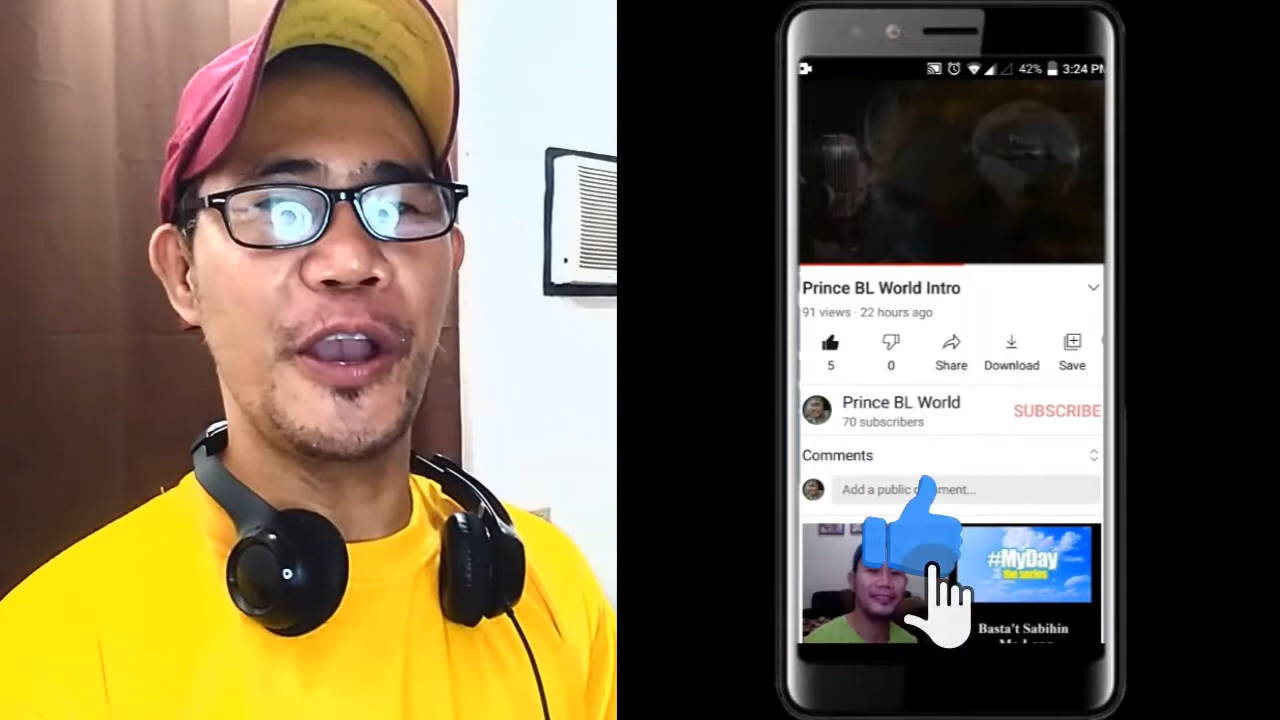 42% 3:24 PM
Prince BL World Intro
91 views · 22 hours ago
5 0 Share Download Save
Prince BL World
SUBSCRIBE
70 subscribers
Comments
Add a public comment...
#MyDay
the series
Basta't Sabihin